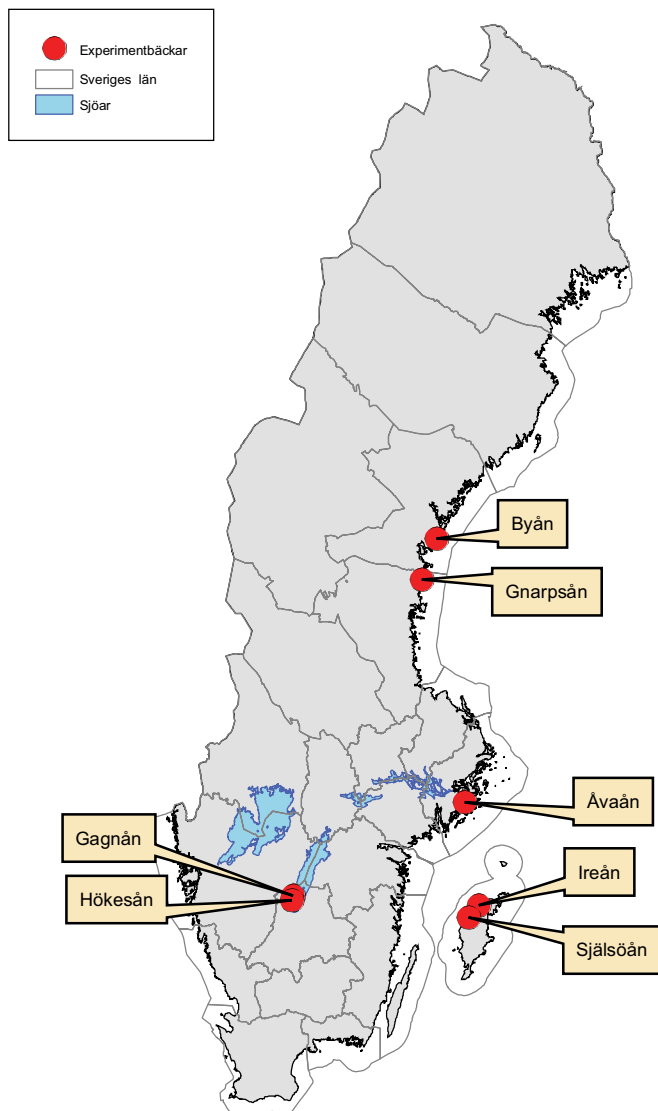 Experimentbäckar
Sveriges län
Sjöar
Byån
Gnarpsån
Åvaån
Gagnån
Ireån
Hökesån
Själsöån